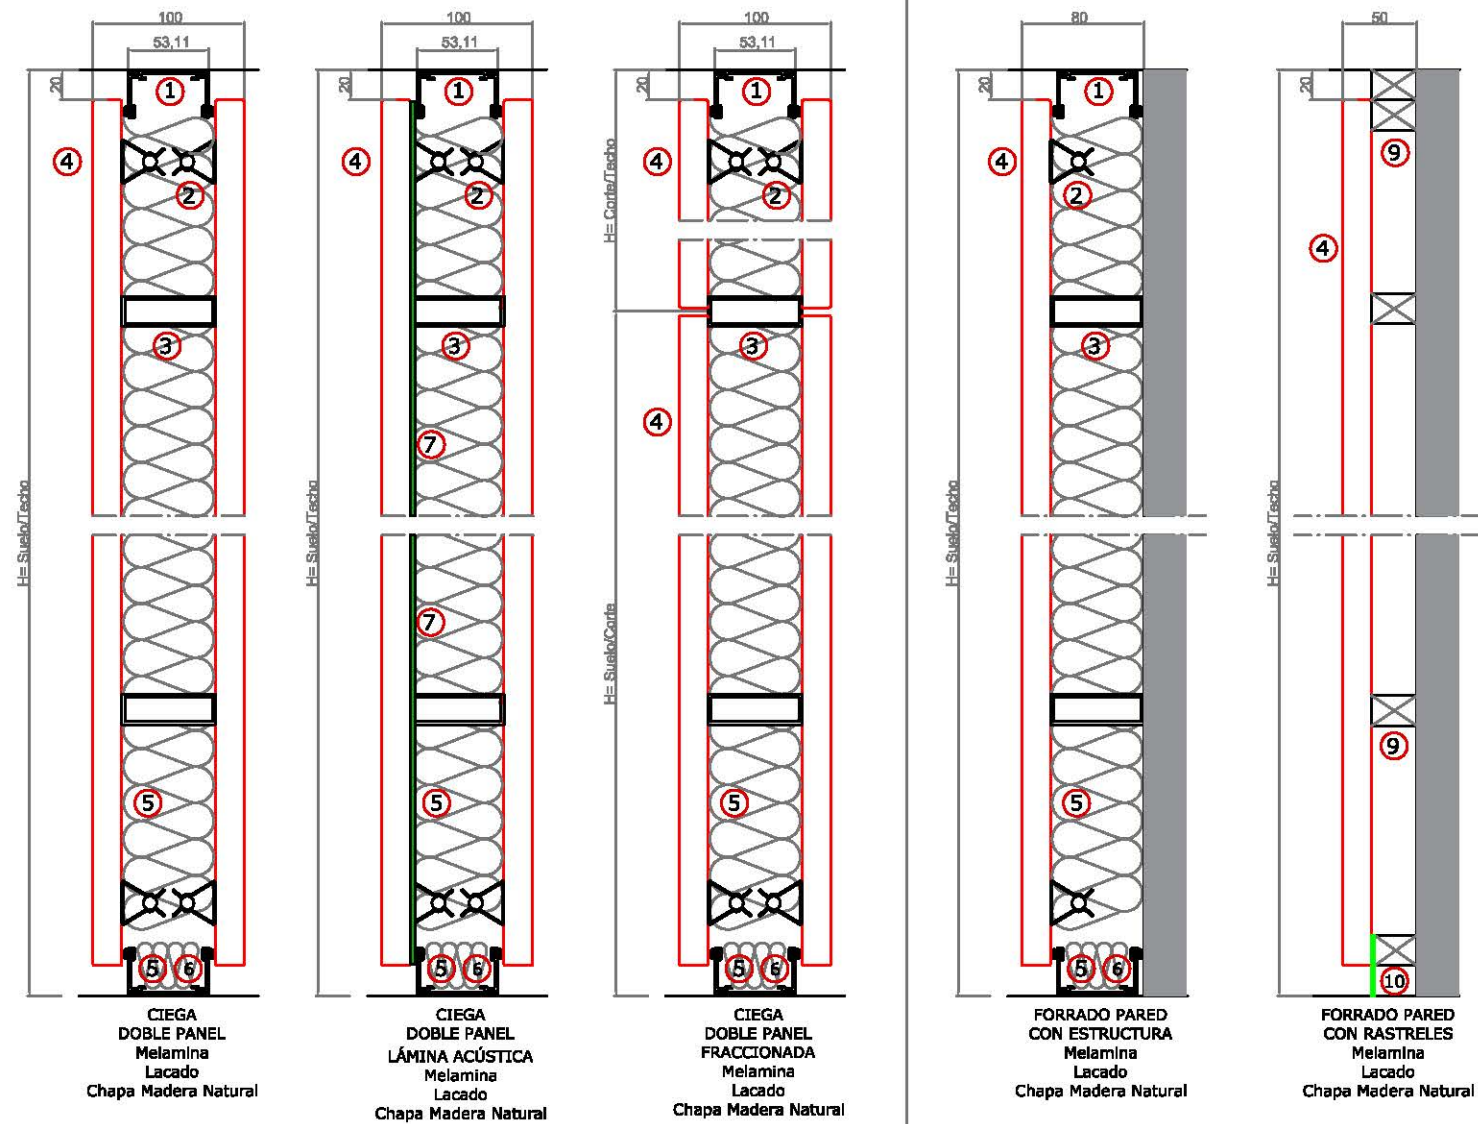 100
100
100
80
50
53,11
53,11
53,11
20
20
20
20
20
1
1
1
1
4
4
4
4
9
2
2
2
2
H= Corte/Techo
4
3
3
3
3
4
7
H= Suelo/Techo
H= Suelo/Techo
H= Suelo/Techo
H= Suelo/Techo
7
H= Suelo/Corte
9
5
5
5
5
5 6
5 6
5 6
5 6
10
CIEGA
DOBLE PANEL
Melamina
Lacado
Chapa Madera Natural
CIEGA
DOBLE PANEL
LÁMINA ACÚSTICA
Melamina
Lacado
Chapa Madera Natural
CIEGA
DOBLE PANEL
FRACCIONADA
Melamina
Lacado
Chapa Madera Natural
FORRADO PARED
CON ESTRUCTURA
Melamina
Lacado
Chapa Madera Natural
FORRADO PARED
CON RASTRELES
Melamina
Lacado
Chapa Madera Natural